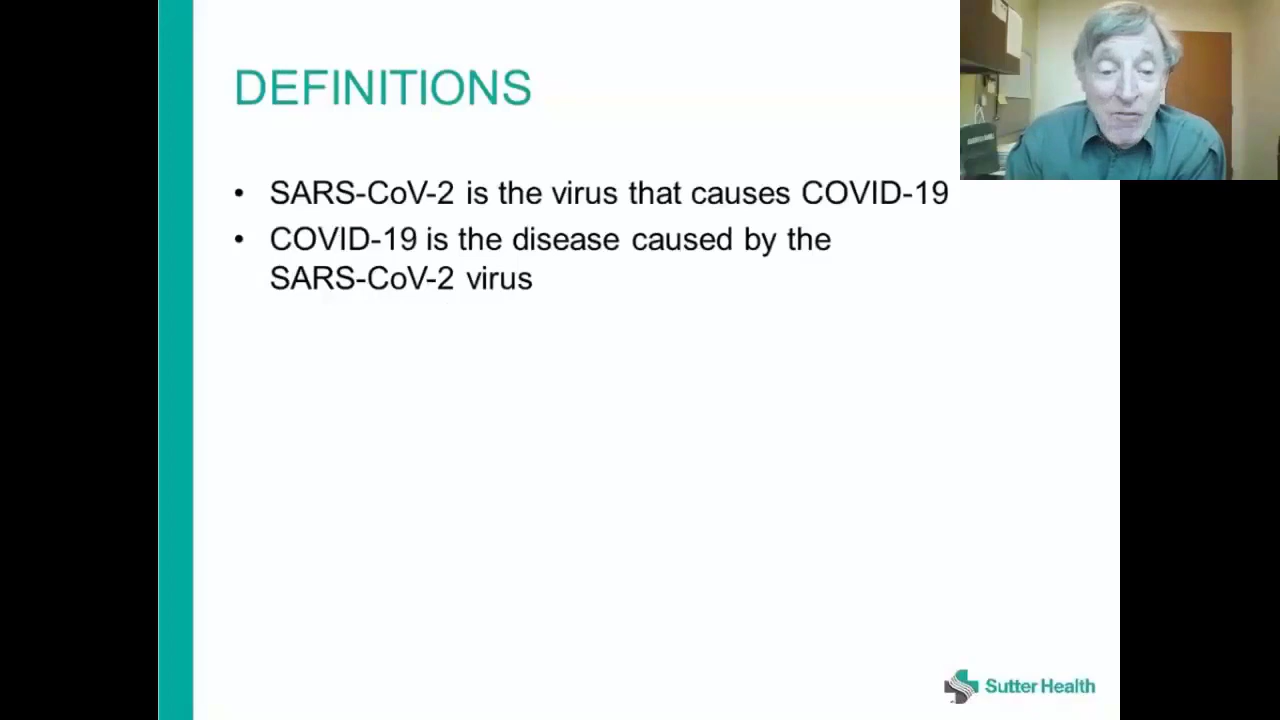 DEFINITIONS
• SARS-CoV-2 is the virus that causes COVID-19
• COVID-19 is the disease caused by the
SARS-CoV-2 virus
Sutter Health